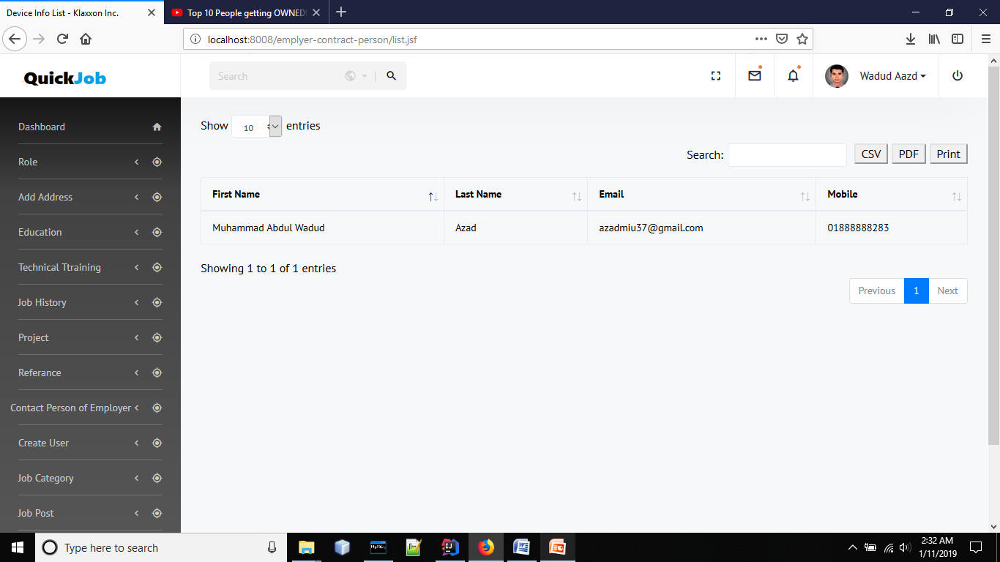 Device Info List - Klaxxon Inc.
Top 10 People getting OWNED!
localhost:8008/emplyer-contract-person/list.jsf
QuickJob
Search
Wadud Aazd
Dashboard
Role
Add Address
Education
Technical Ttraining
Job History
Project
Referance
Contact Person of Employer
Create User
Job Category
Job Post
Show 10 entries
Search: CSV PDF Print
First Name Last Name Email Mobile
Muhammad Abdul Wadud Azad azadmiu37@gmail.com 01888888283
Showing 1 to 1 of 1 entries
Previous 1 Next
Type here to search
2:32 AM
1/11/2019